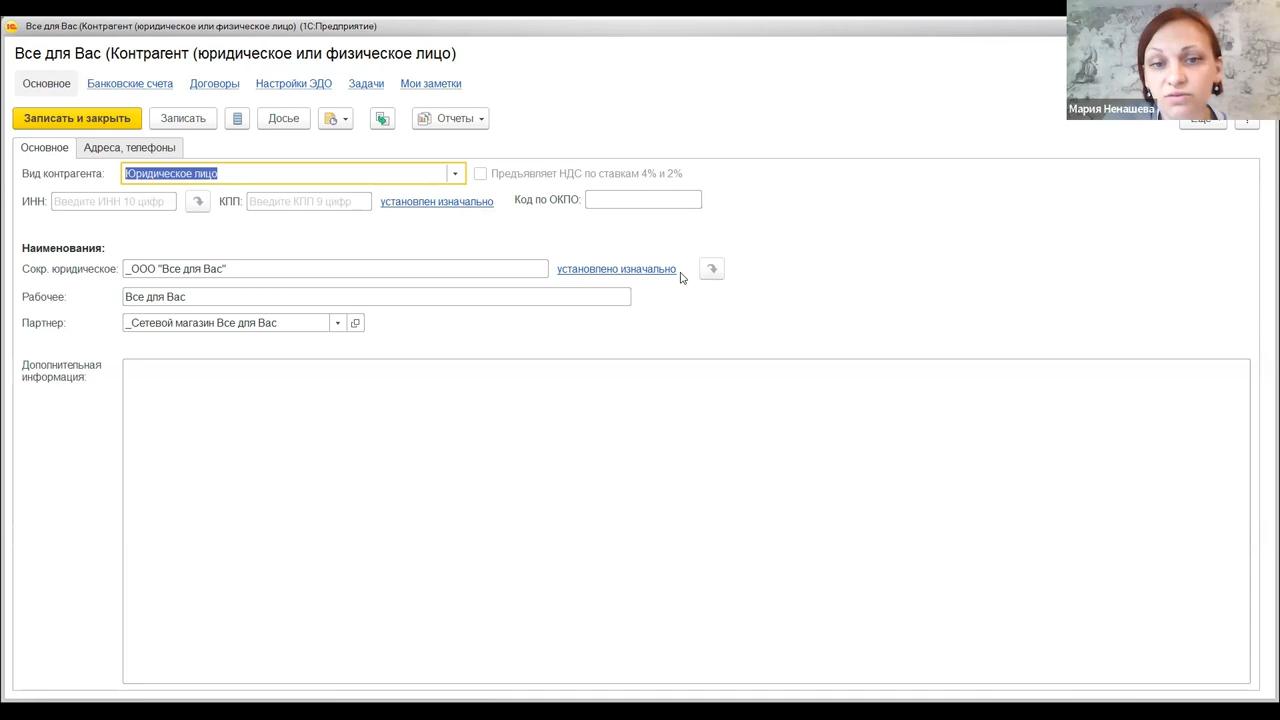 Все для Вас (Контрагент (юридическое или физическое лицо) (1С:Предприятие)
Все для Вас (Контрагент (юридическое или физическое лицо)
Основное Банковские счета Договоры Настройки ЭДО Задачи Мои заметки
Записать и закрыть Записать Досье Отчеты
Мария Ненашева
Основное Адреса, телефоны
Вид контрагента: Юридическое лицо Предъявляет НДС по ставкам 4% и 2%
ИНН: Введите ИНН 10 цифр КПП: Введите КПП 9 цифр установлен изначально Код по ОКПО:
Наименования:
Сокр. юридическое: _ООО "Все для Вас" установлено изначально
Рабочее: Все для Вас
Партнер: _Сетевой магазин Все для Вас
Дополнительная
информация: